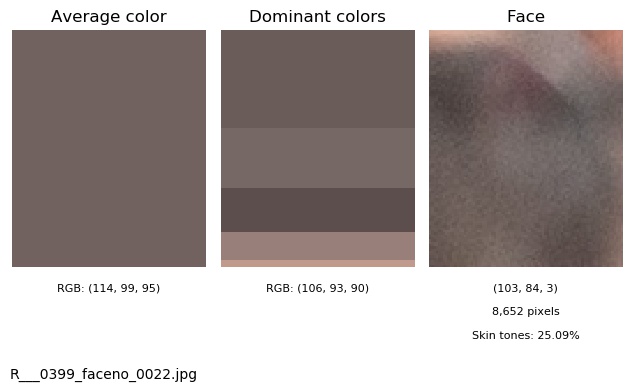 Average color
Dominant colors
Face
RGB: (114, 99, 95)
RGB: (106, 93, 90)
(103, 84, 3)
8,652 pixels
Skin tones: 25.09%
R___0399_faceno_0022.jpg